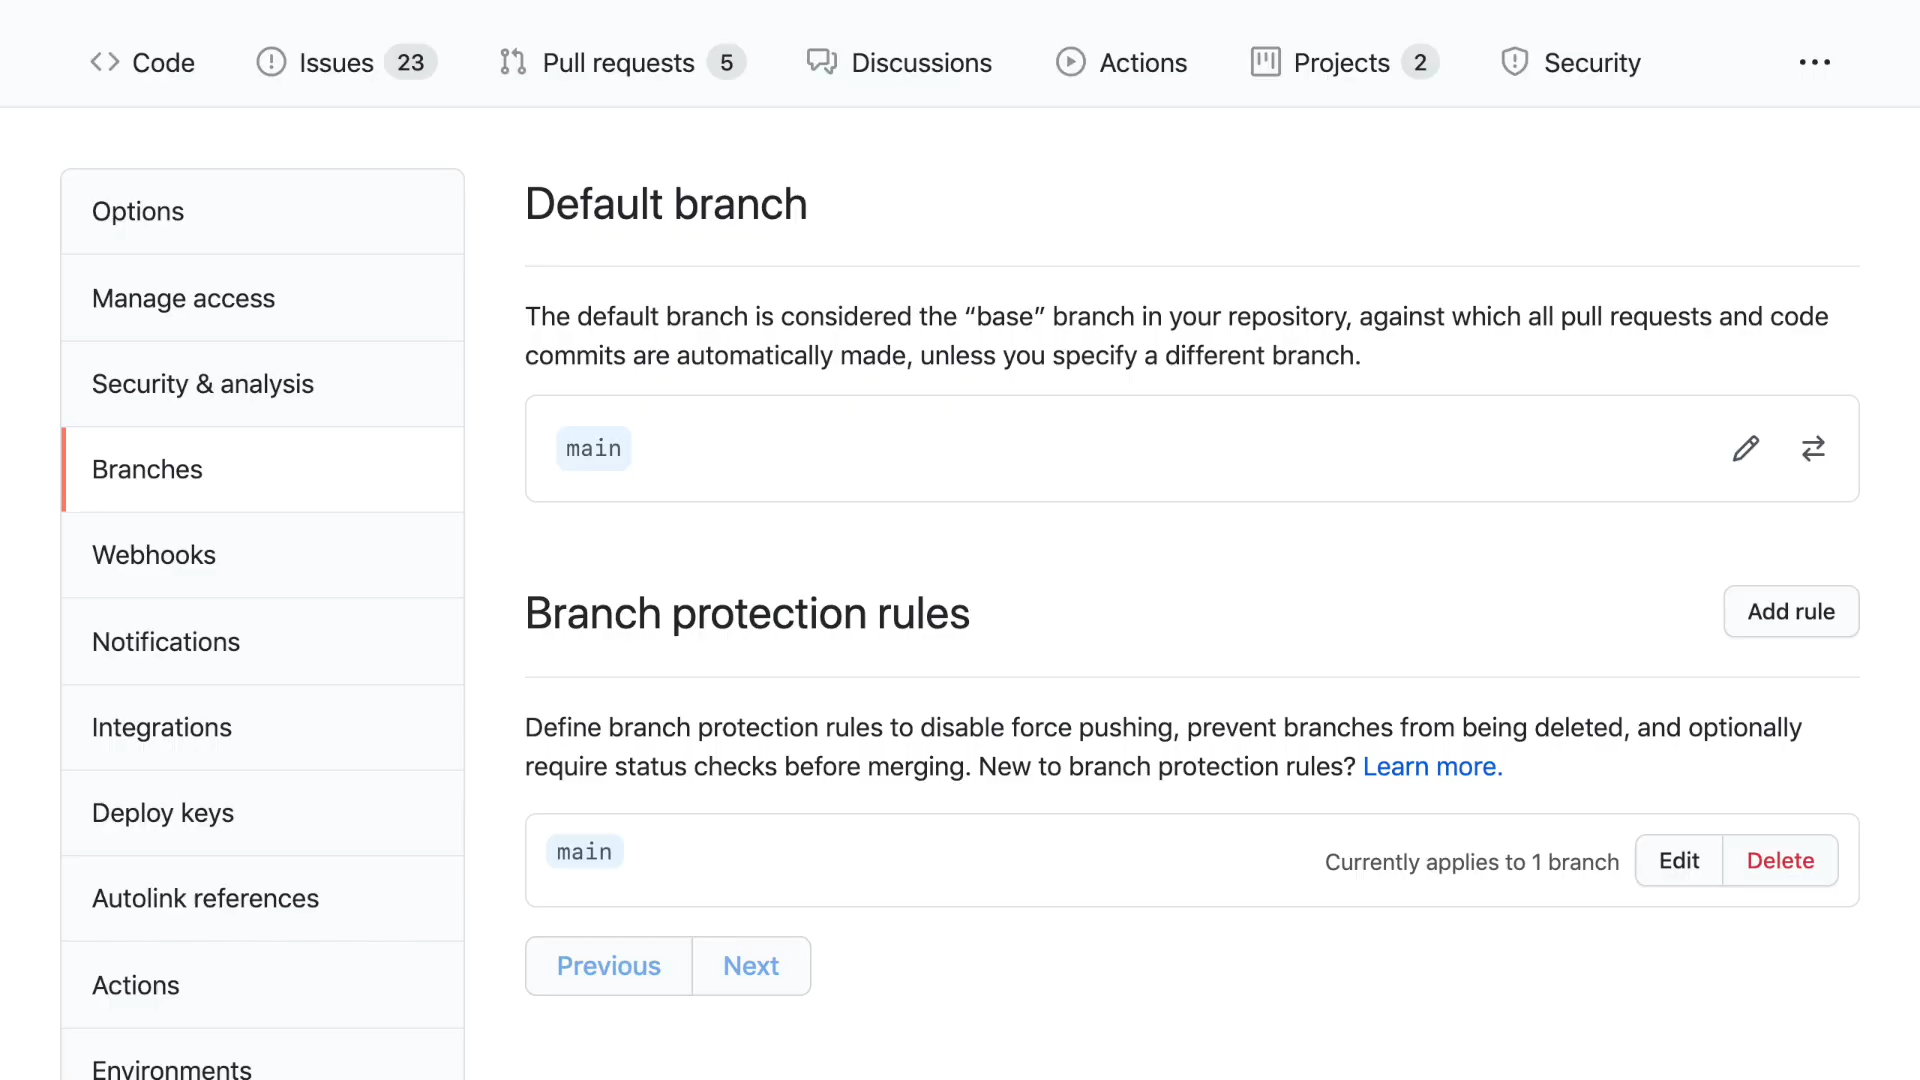 Code Issues 23 Pull requests 5 Discussions Actions Projects 2 Security
Options
Manage access
Security & analysis
Branches
Webhooks
Notifications
Integrations
Deploy keys
Autolink references
Actions
Environments
Default branch
The default branch is considered the “base” branch in your repository, against which all pull requests and code
commits are automatically made, unless you specify a different branch.
main
Branch protection rules
Add rule
Define branch protection rules to disable force pushing, prevent branches from being deleted, and optionally
require status checks before merging. New to branch protection rules? Learn more.
main Currently applies to 1 branch Edit Delete
Previous Next